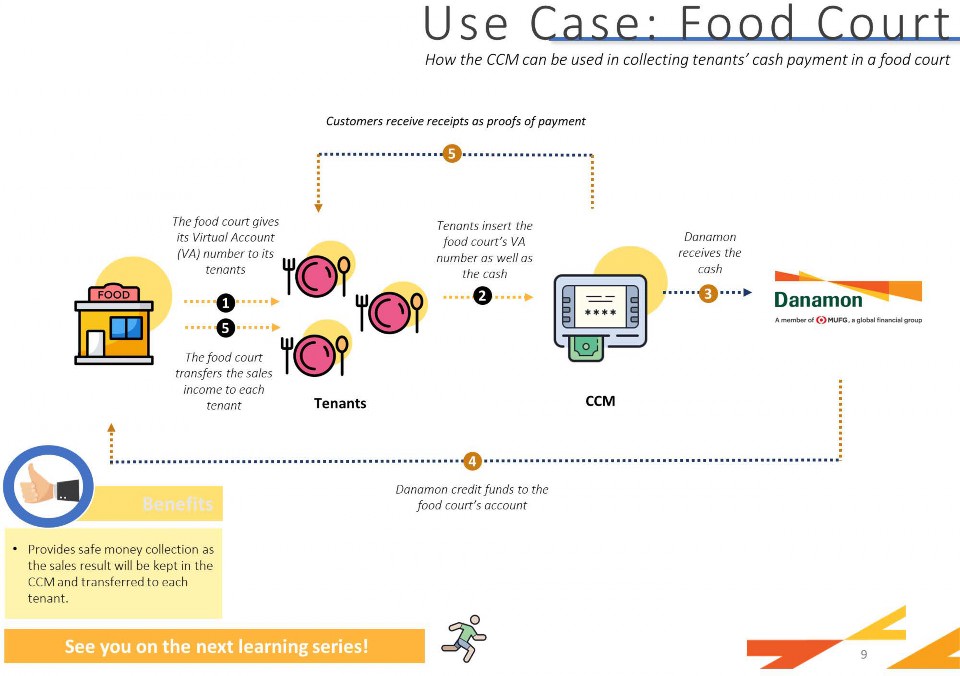 Use Case: Food Court
How the CCM can be used in collecting tenants’ cash payment in a food court
Customers receive receipts as proofs of payment
5
The food court gives
its Virtual Account
(VA) number to its
tenants
FOOD
1
5
The food court
transfers the sales
income to each
tenant
Tenants
Tenants insert the
food court’s VA
number as well as
the cash
2
****
CCM
Danamon
receives the
cash
3
Danamon
A member of MUFG, a global financial group
4
Danamon credit funds to the
food court’s account
Benefits
• Provides safe money collection as
the sales result will be kept in the
CCM and transferred to each
tenant.
See you on the next learning series!
9